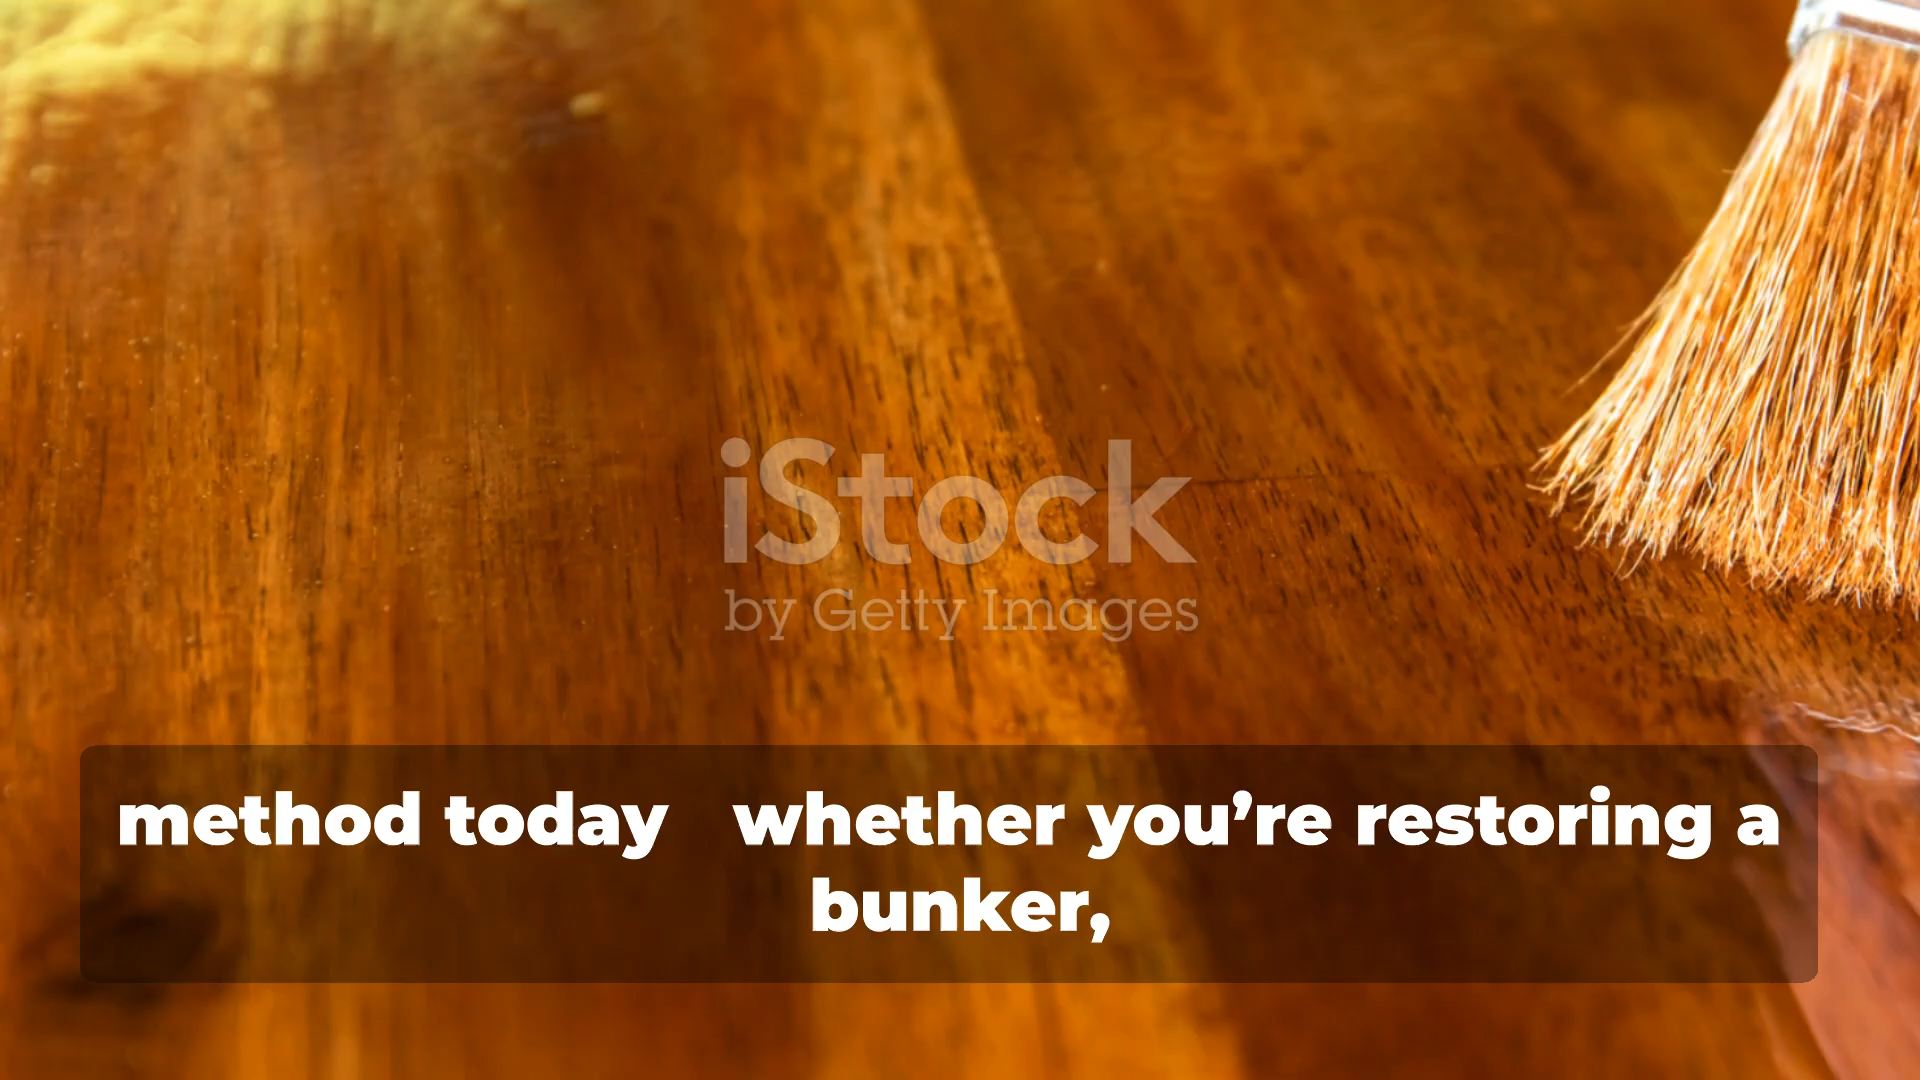 iStock
by Getty Images
method today whether you’re restoring a
bunker,